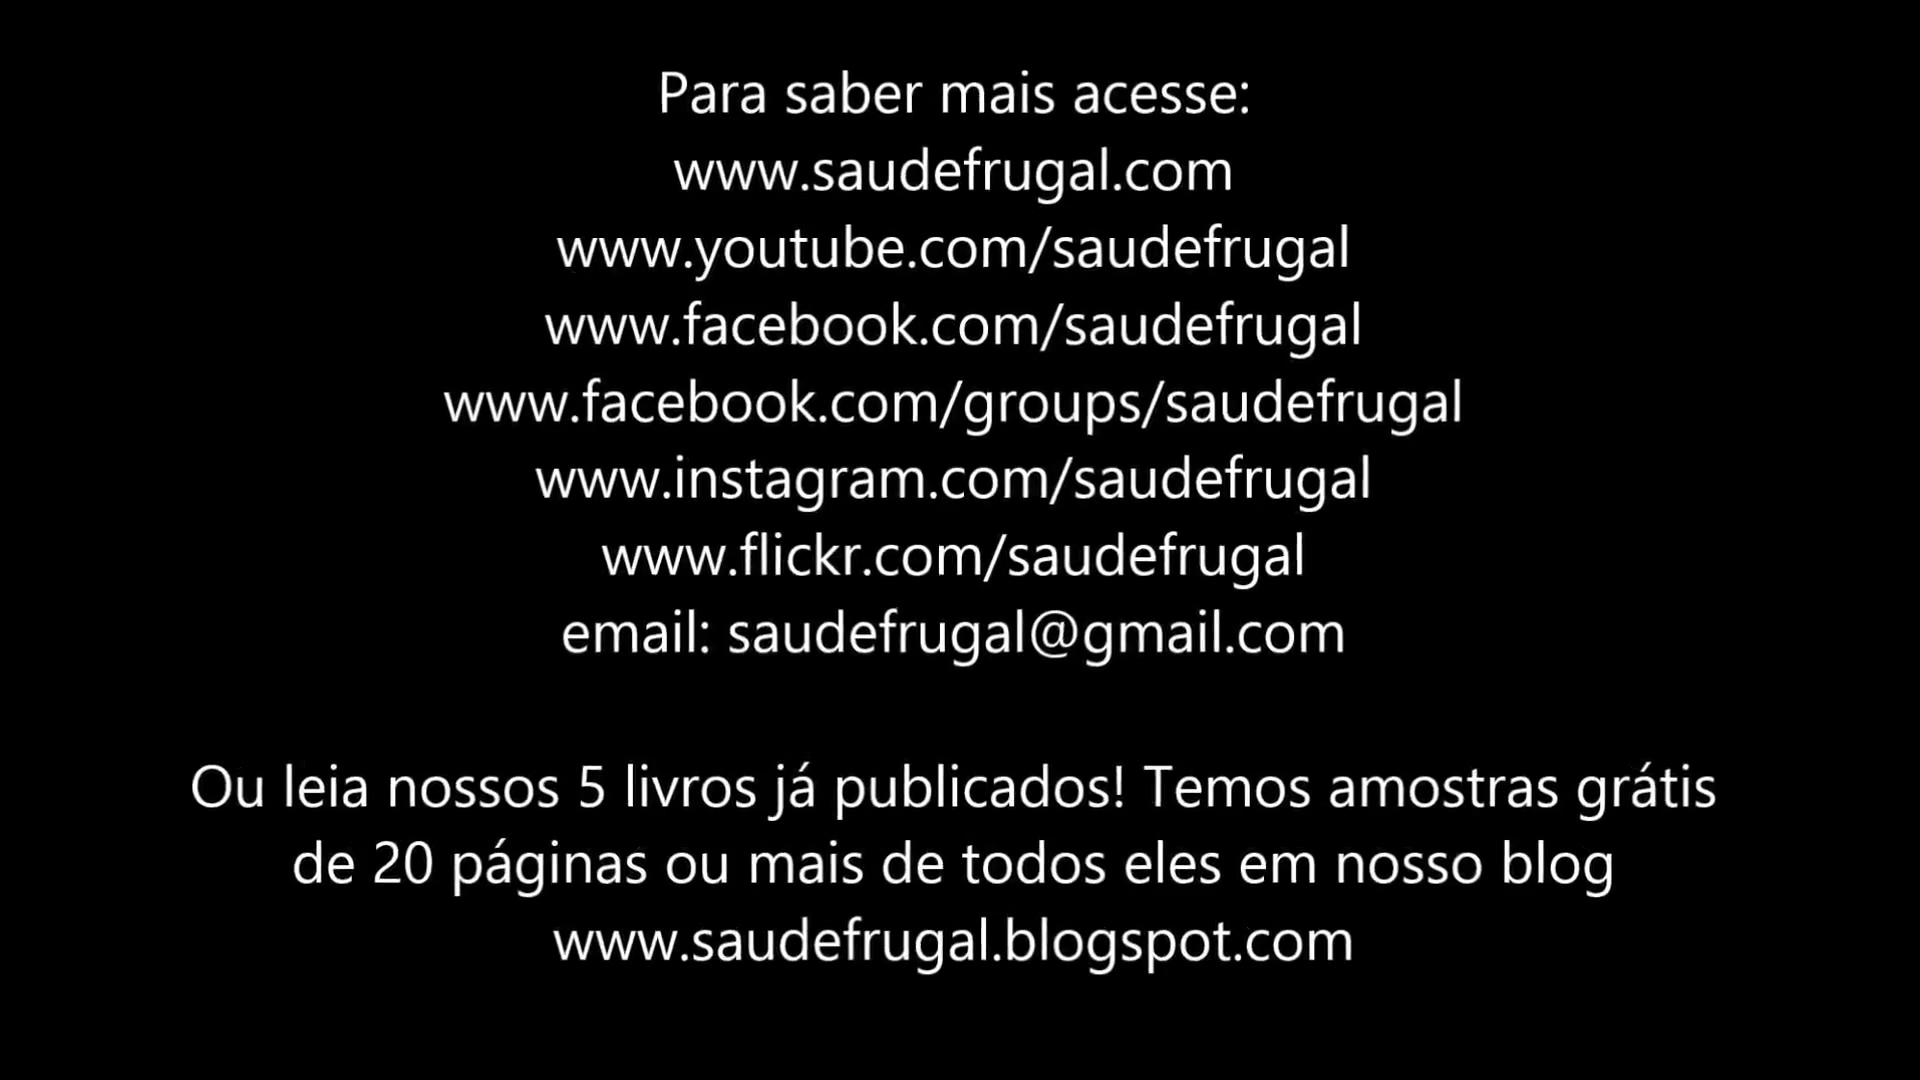 Para saber mais acesse:
www.saudefrugal.com
www.youtube.com/saudefrugal
www.facebook.com/saudefrugal
www.facebook.com/groups/saudefrugal
www.instagram.com/saudefrugal
www.flickr.com/saudefrugal
email: saudefrugal@gmail.com
Ou leia nossos 5 livros já publicados! Temos amostras grátis
de 20 páginas ou mais de todos eles em nosso blog
www.saudefrugal.blogspot.com